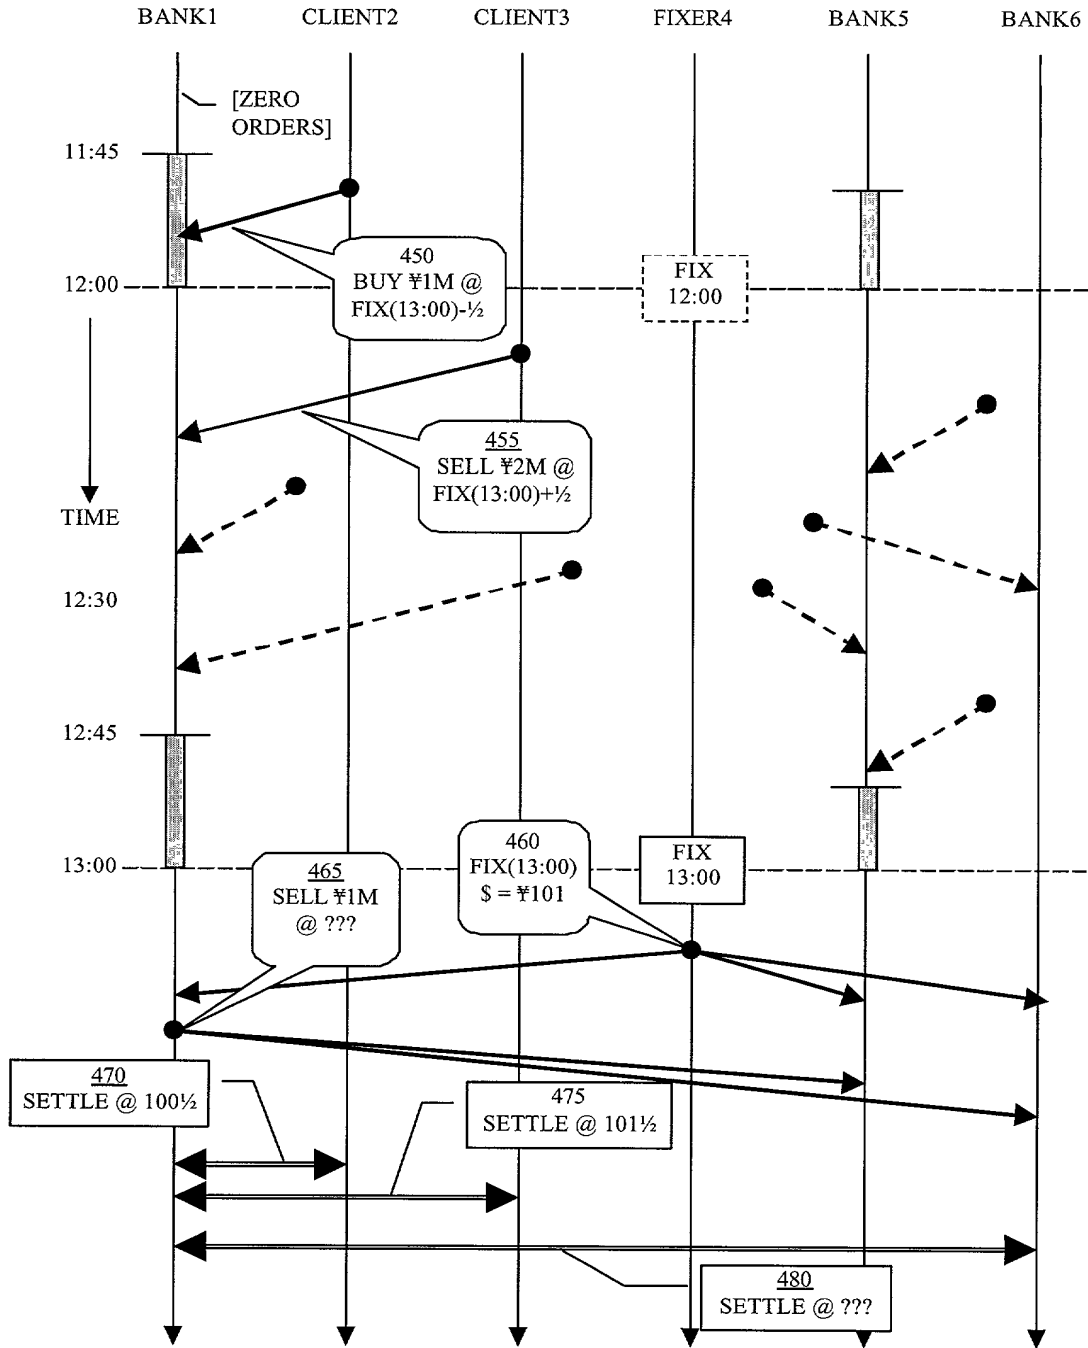 BANK1 CLIENT2 CLIENT3 FIXER4 BANK5 BANK6
[ZERO
ORDERS]
11:45
450
BUY ¥1M @
FIX(13:00)-½
FIX
12:00
12:00
455
SELL ¥2M @
FIX(13:00)+½
TIME
12:30
12:45
460
FIX(13:00)
$ = ¥101
FIX
13:00
13:00
465
SELL ¥1M
@ ???
470
SETTLE @ 100½
475
SETTLE @ 101½
480
SETTLE @ ???